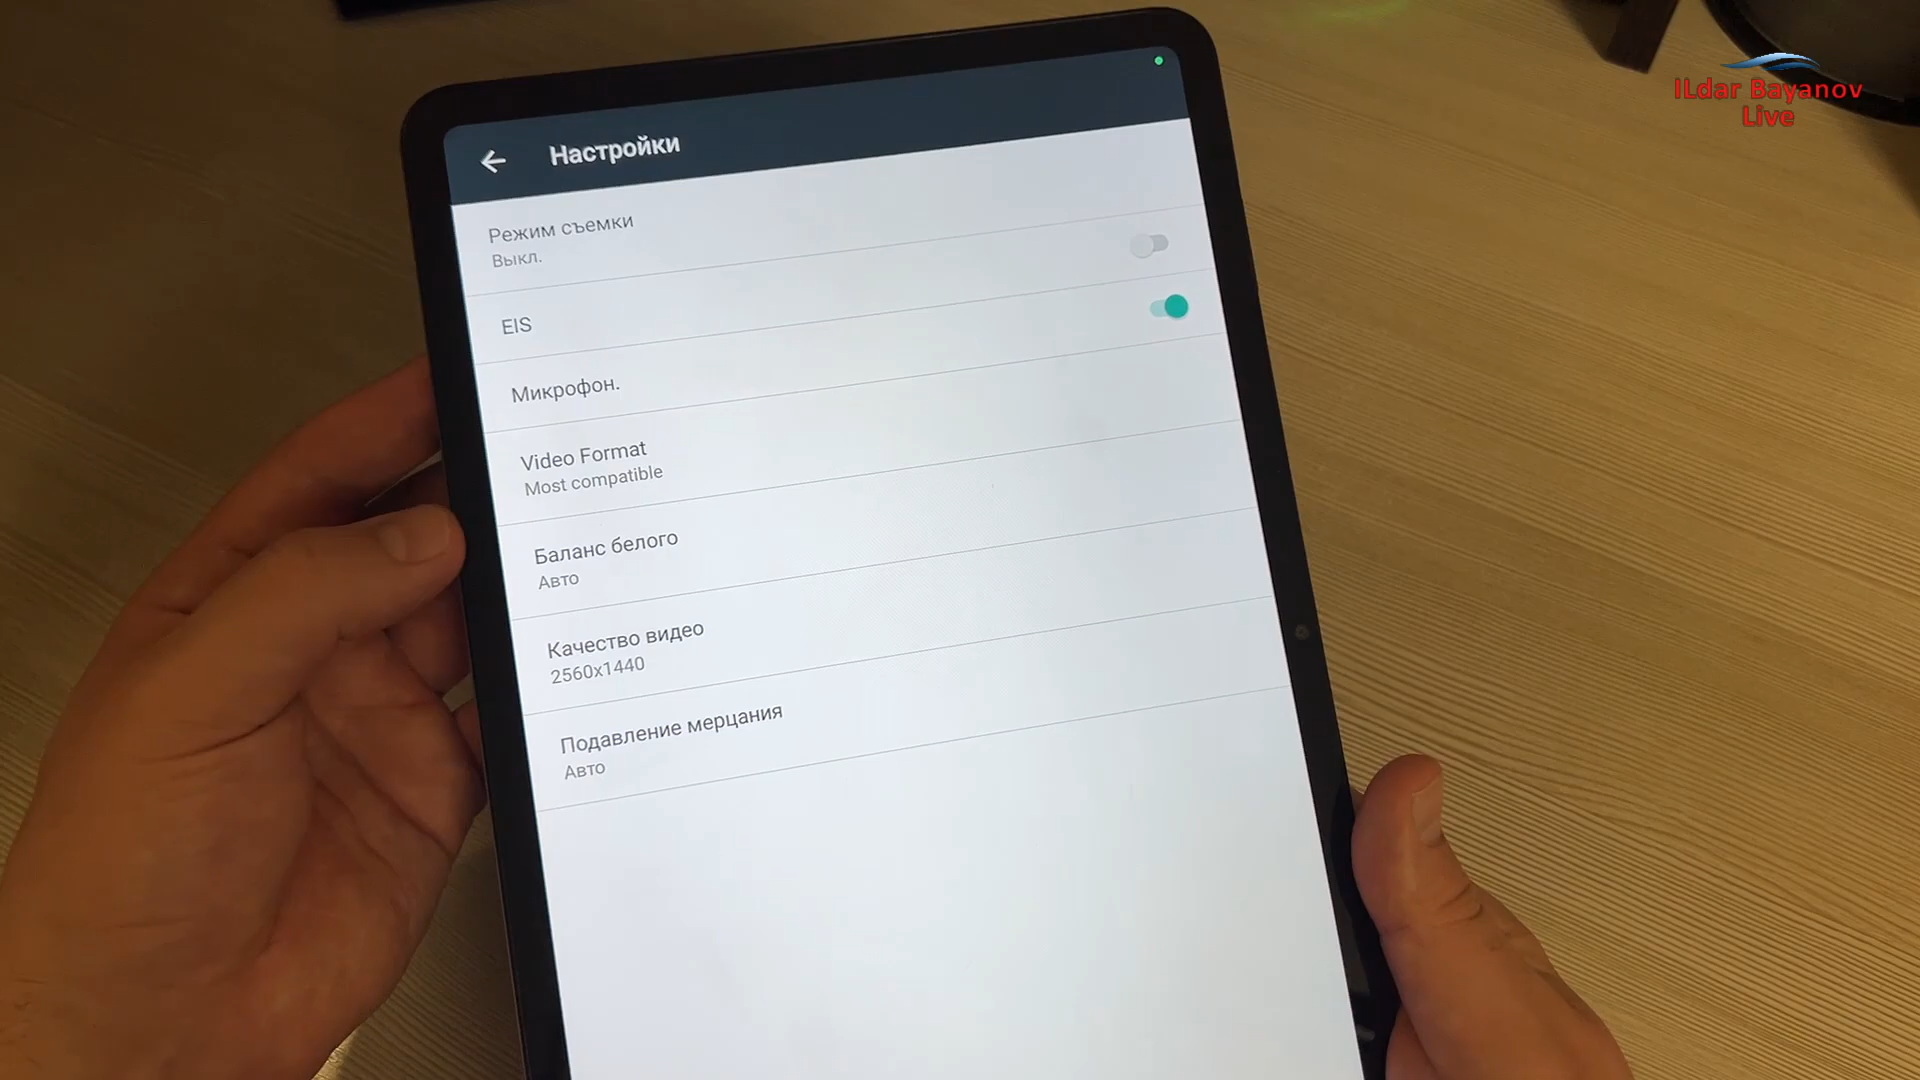 ILdar Bayanov
Live
Настройки
Режим съемки
Выкл.
EIS
Микрофон.
Video Format
Most compatible
Баланс белого
Авто
Качество видео
2560x1440
Подавление мерцания
Авто